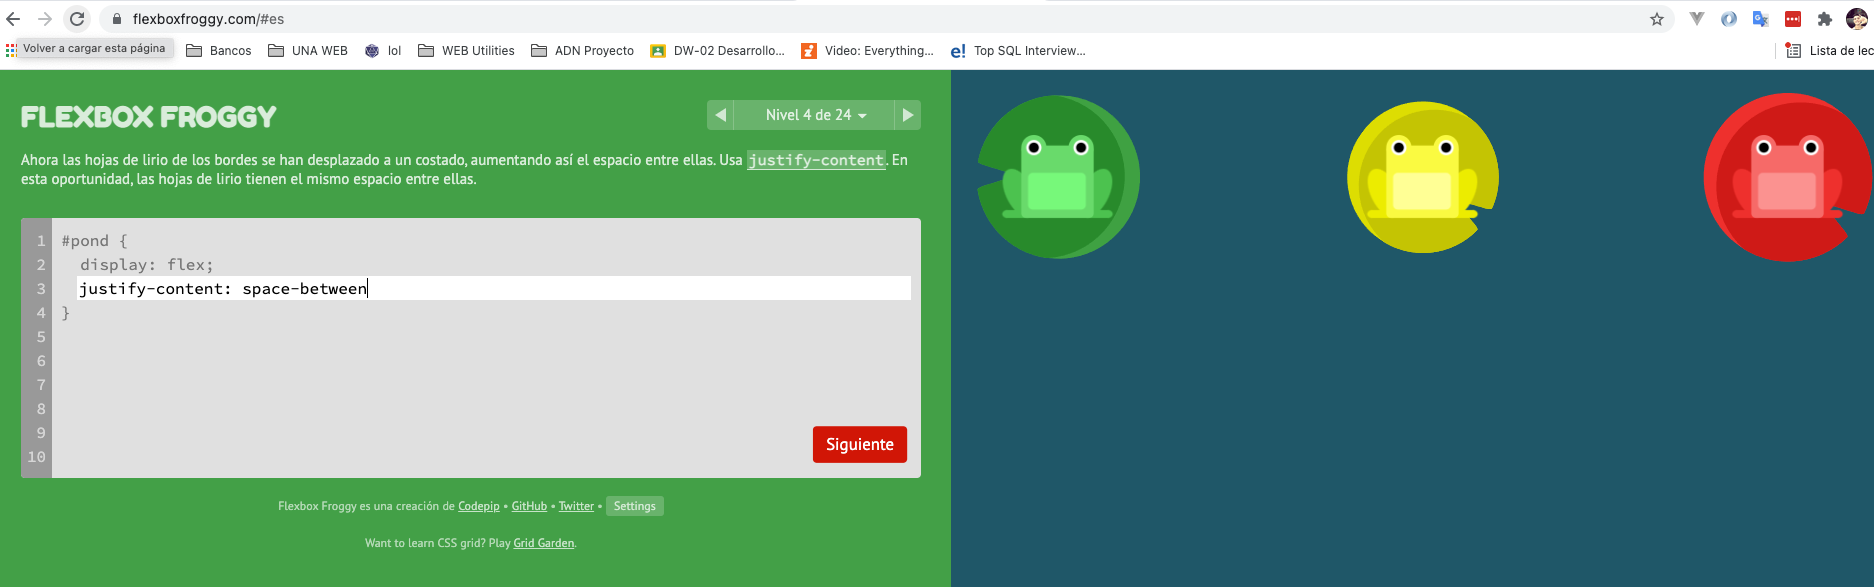 flexboxfroggy.com/#es
Volver a cargar esta página
Bancos
UNA WEB
lol
WEB Utilities
ADN Proyecto
DW-02 Desarrollo...
Video: Everything...
e! Top SQL Interview...
Lista de lec
FLEXBOX FROGGY
Nivel 4 de 24
Ahora las hojas de lirio de los bordes se han desplazado a un costado, aumentando así el espacio entre ellas. Usa justify-content. En
esta oportunidad, las hojas de lirio tienen el mismo espacio entre ellas.
1 #pond {
2 display: flex;
3 justify-content: space-between
4 }
5
6
7
8
9
10
Siguiente
Flexbox Froggy es una creación de Codepip • GitHub • Twitter • Settings
Want to learn CSS grid? Play Grid Garden.